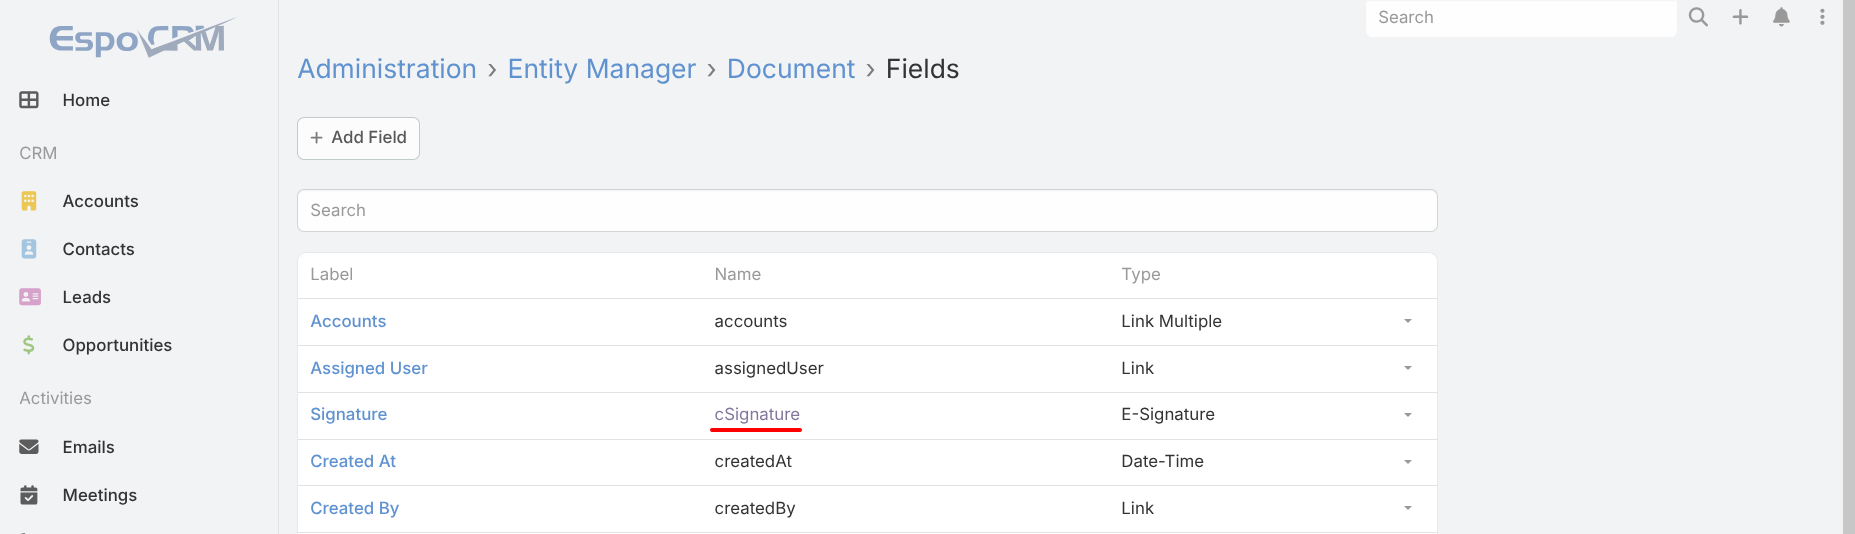 EspoCRM
Search
Administration › Entity Manager › Document › Fields
Home
+ Add Field
CRM
Accounts
Search
Contacts
Label Name Type
Leads
Accounts accounts Link Multiple
Opportunities
Assigned User assignedUser Link
Activities
Signature cSignature E-Signature
Emails
Created At createdAt Date-Time
Meetings
Created By createdBy Link